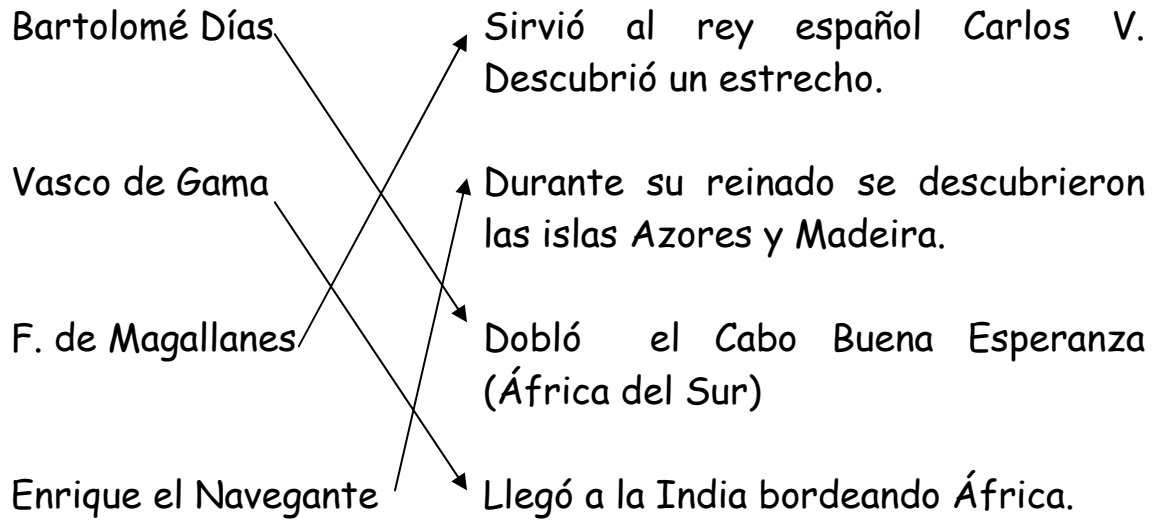 Bartolomé Días
Sirvió al rey español Carlos V.
Descubrió un estrecho.
Vasco de Gama
Durante su reinado se descubrieron
las islas Azores y Madeira.
F. de Magallanes
Dobló el Cabo Buena Esperanza
(África del Sur)
Enrique el Navegante
Llegó a la India bordeando África.